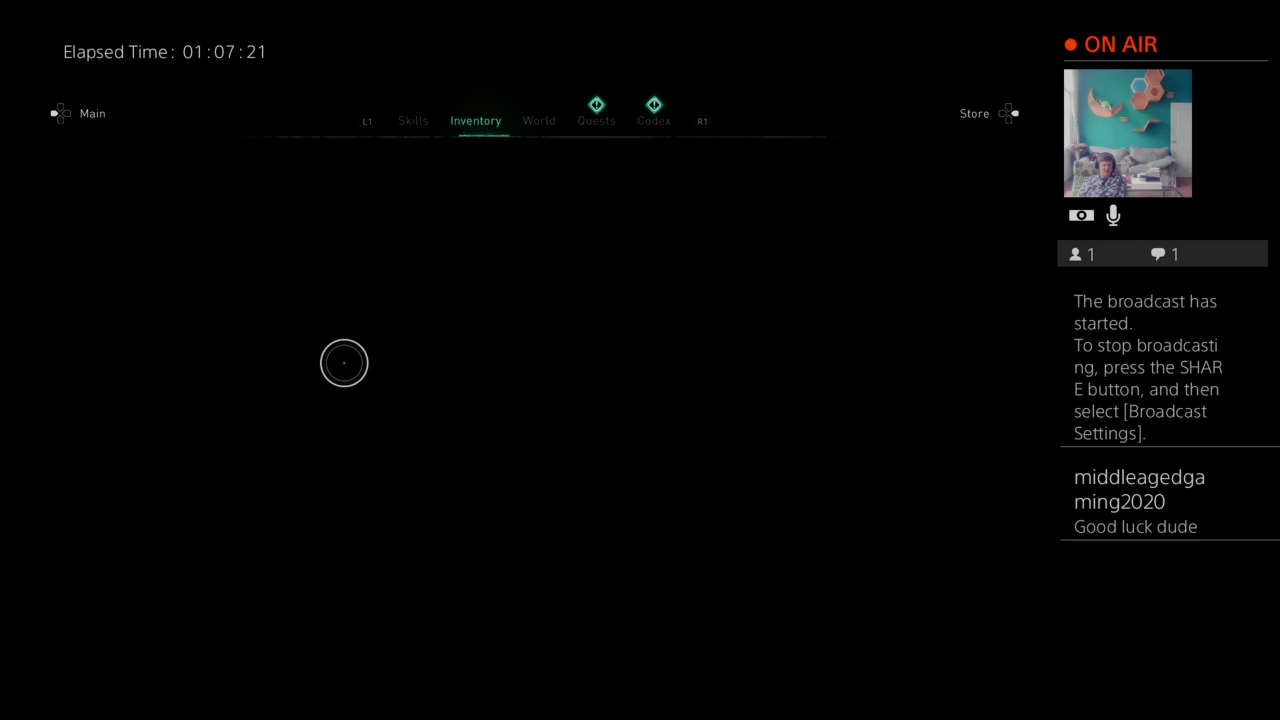 Elapsed Time: 01:07:21
ON AIR
Main
L1 Skills Inventory World Quests Codex R1
Store
1 1
The broadcast has
started.
To stop broadcasti
ng, press the SHAR
E button, and then
select [Broadcast
Settings].
middleagedga
ming2020
Good luck dude